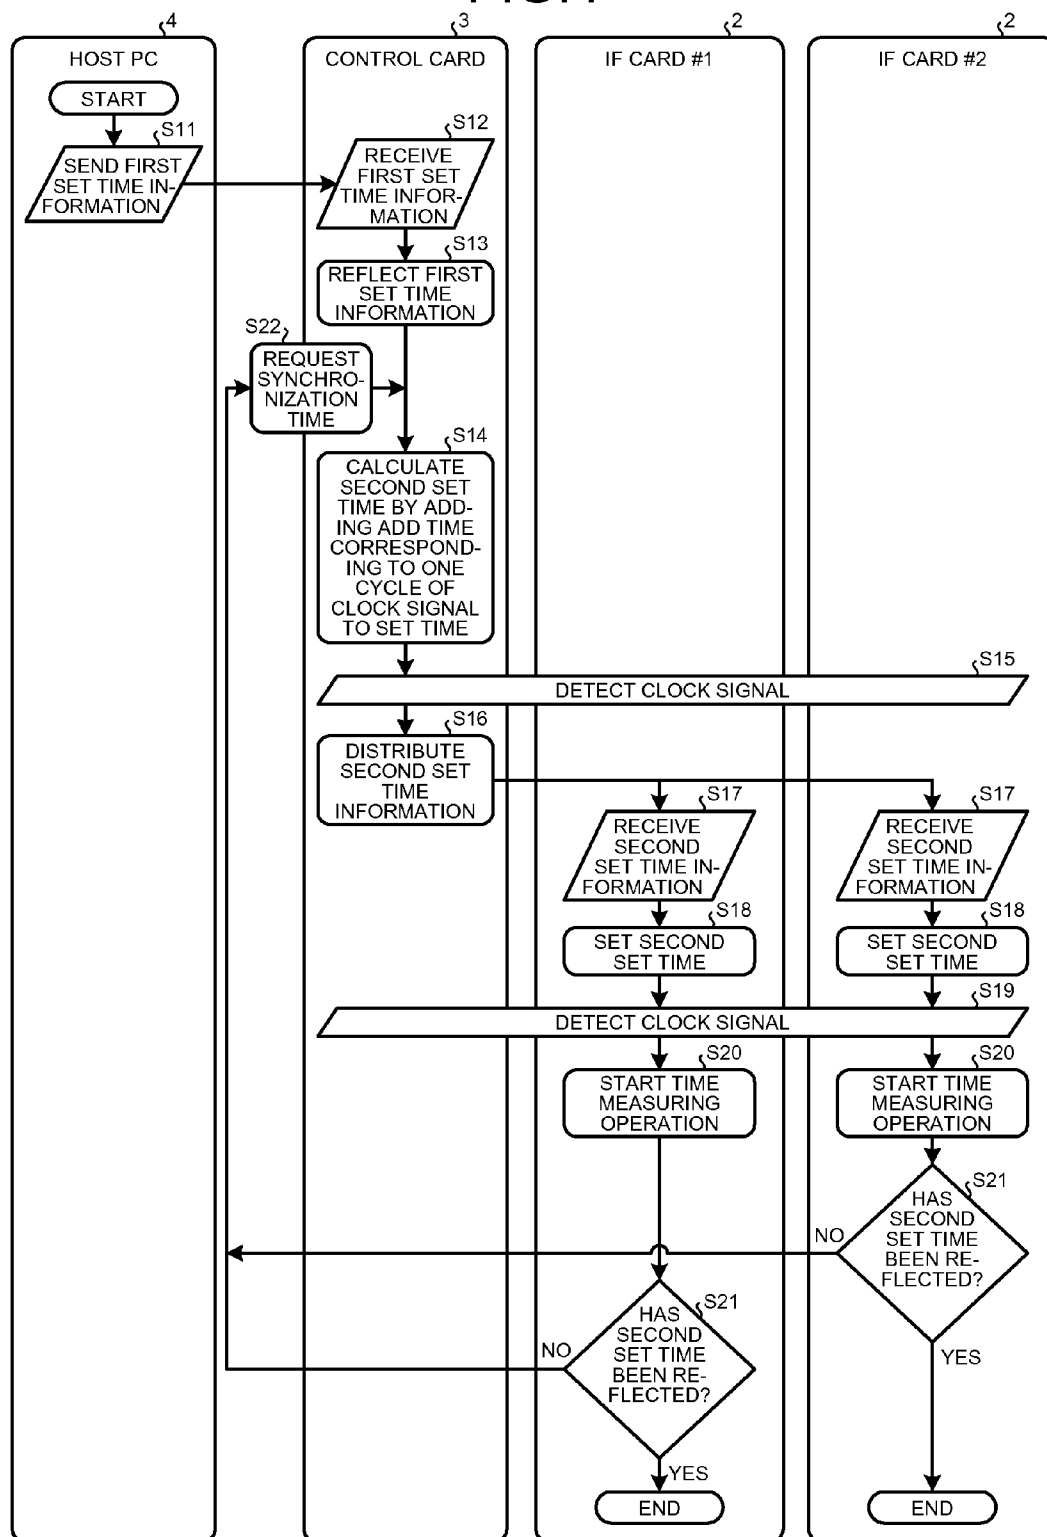 4
3
2
2
HOST PC
CONTROL CARD
IF CARD #1
IF CARD #2
START
S11
SEND FIRST
SET TIME IN-
FORMATION
S12
RECEIVE
FIRST SET
TIME INFOR-
MATION
S13
REFLECT FIRST
SET TIME
INFORMATION
S22
REQUEST
SYNCHRO-
NIZATION
TIME
S14
CALCULATE
SECOND SET
TIME BY ADD-
ING ADD TIME
CORRESPOND-
ING TO ONE
CYCLE OF
CLOCK SIGNAL
TO SET TIME
S15
DETECT CLOCK SIGNAL
S16
DISTRIBUTE
SECOND SET
TIME
INFORMATION
S17
RECEIVE
SECOND
SET TIME IN-
FORMATION
S17
RECEIVE
SECOND
SET TIME IN-
FORMATION
S18
SET SECOND
SET TIME
S18
SET SECOND
SET TIME
S19
DETECT CLOCK SIGNAL
S20
START TIME
MEASURING
OPERATION
S20
START TIME
MEASURING
OPERATION
S21
HAS
SECOND
SET TIME
BEEN RE-
FLECTED?
NO
YES
S21
HAS
SECOND
SET TIME
BEEN RE-
FLECTED?
NO
YES
END
END